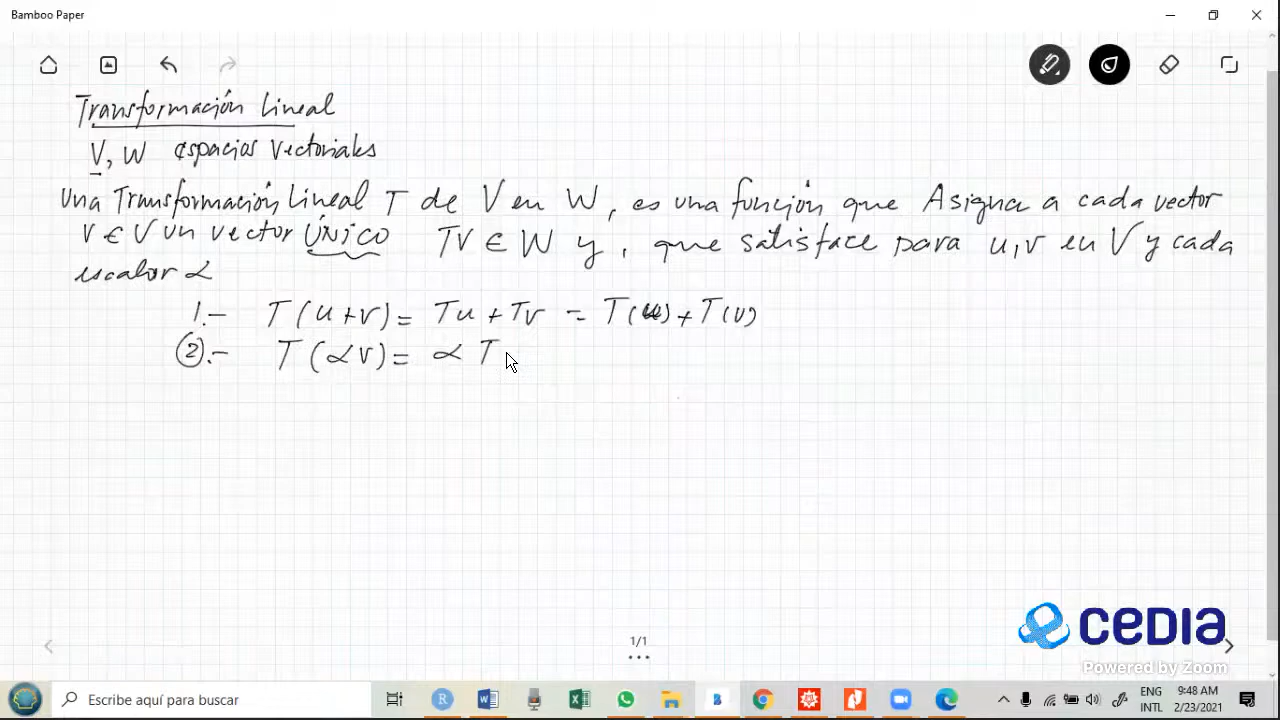 Bamboo Paper
Transformación Lineal
V, W espacios vectoriales
Una Transformación Lineal T de V en W, es una función que Asigna a cada vector
v ∈ V un vector ÚNICO Tv ∈ W y, que satisface para u, v en V y cada
escalar α
1.- T(u+v) = Tu + Tv = T(u) + T(v)
2.- T(αv) = α T
1/1
cedia
Powered by Zoom
Escribe aquí para buscar
ENG 9:48 AM
INTL 2/23/2021